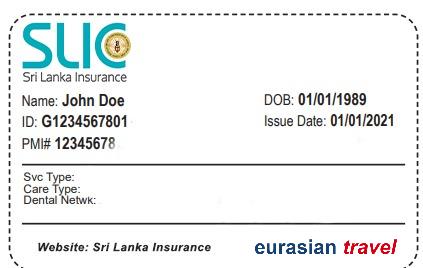 SLIC
Sri Lanka Insurance
Name: John Doe DOB: 01/01/1989
ID: G1234567801 Issue Date: 01/01/2021
PMI# 12345678
Svc Type:
Care Type:
Dental Netwk:
Website: Sri Lanka Insurance eurasian travel